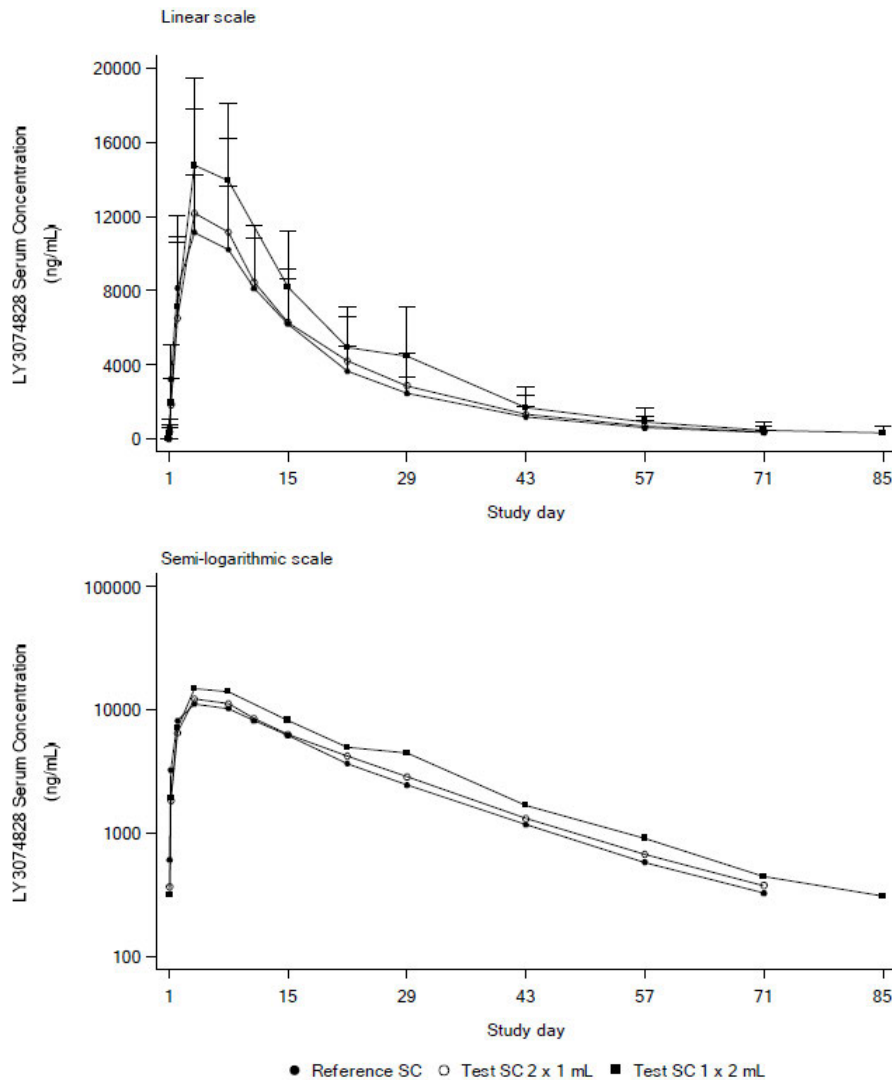 Linear scale
20000
16000
12000
8000
4000
0
LY3074828 Serum Concentration
(ng/mL)
1 15 29 43 57 71 85
Study day
Semi-logarithmic scale
100000
10000
1000
100
LY3074828 Serum Concentration
(ng/mL)
1 15 29 43 57 71 85
Study day
Reference SC Test SC 2 x 1 mL Test SC 1 x 2 mL